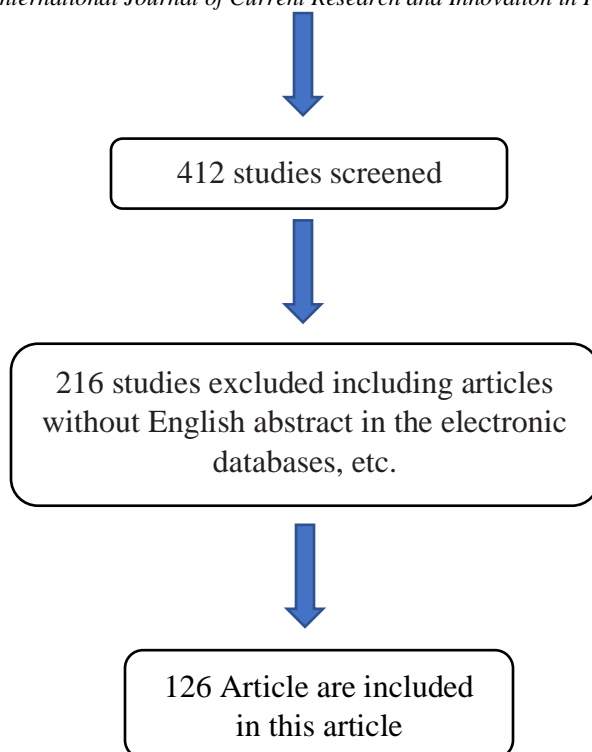 nternational Journal of Current Research and Innovation in
412 studies screened
216 studies excluded including articles
without English abstract in the electronic
databases, etc.
126 Article are included
in this article